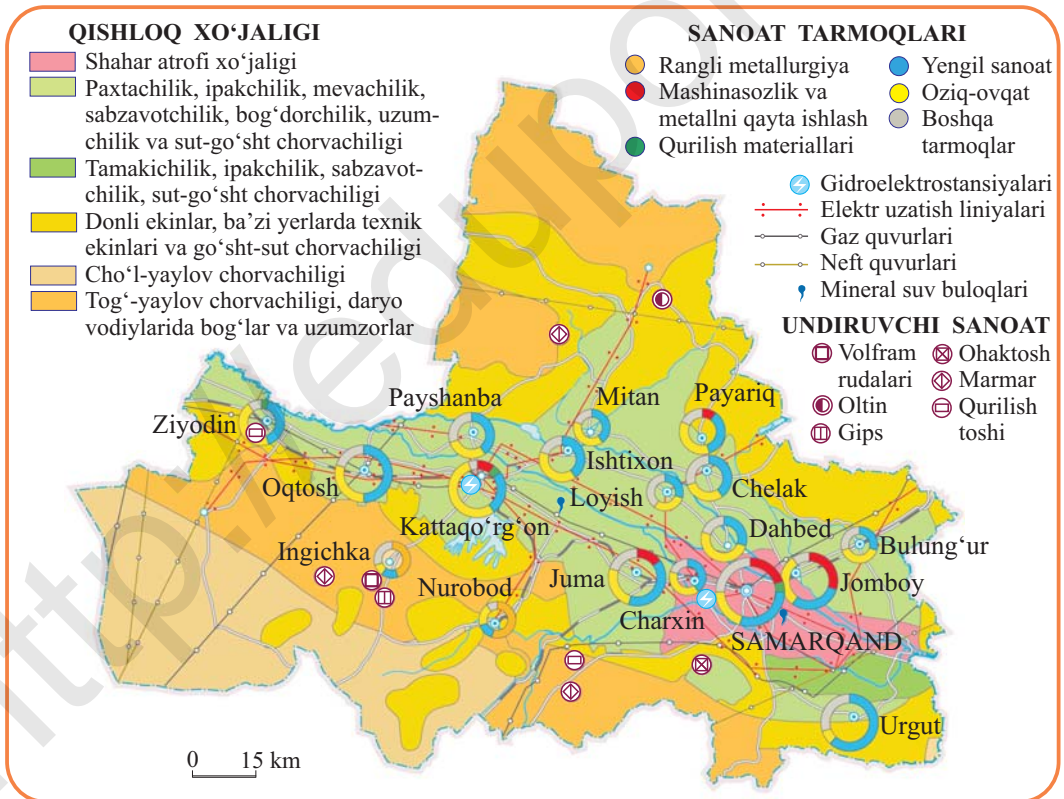 QISHLOQ XO‘JALIGI
Shahar atrofi xo‘jaligi
Paxtachilik, ipakchilik, mevachilik,
sabzavotchilik, bog‘dorchilik, uzum-
chilik va sut-go‘sht chorvachiligi
Tamakichilik, ipakchilik, sabzavot-
chilik, sut-go‘sht chorvachiligi
Donli ekinlar, ba’zi yerlarda texnik
ekinlari va go‘sht-sut chorvachiligi
Cho‘l-yaylov chorvachiligi
Tog‘-yaylov chorvachiligi, daryo
vodiylarida bog‘lar va uzumzorlar
SANOAT TARMOQLARI
Rangli metallurgiya
Mashinasozlik va
metallni qayta ishlash
Qurilish materiallari
Yengil sanoat
Oziq-ovqat
Boshqa
tarmoqlar
Gidroelektrostansiyalari
Elektr uzatish liniyalari
Gaz quvurlari
Neft quvurlari
Mineral suv buloqlari
UNDIRUVCHI SANOAT
Volfram
rudalari
Oltin
Gips
Ohaktosh
Marmar
Qurilish
toshi
Payshanba
Mitan
Payariq
Ziyodin
Ishtixon
Oqtosh
Loyish
Chelak
Kattaqo‘rg‘on
Dahbed
Ingichka
Bulung‘ur
Nurobod
Juma
Jomboy
Charxin
SAMARQAND
Urgut
0 15 km
http://edupo